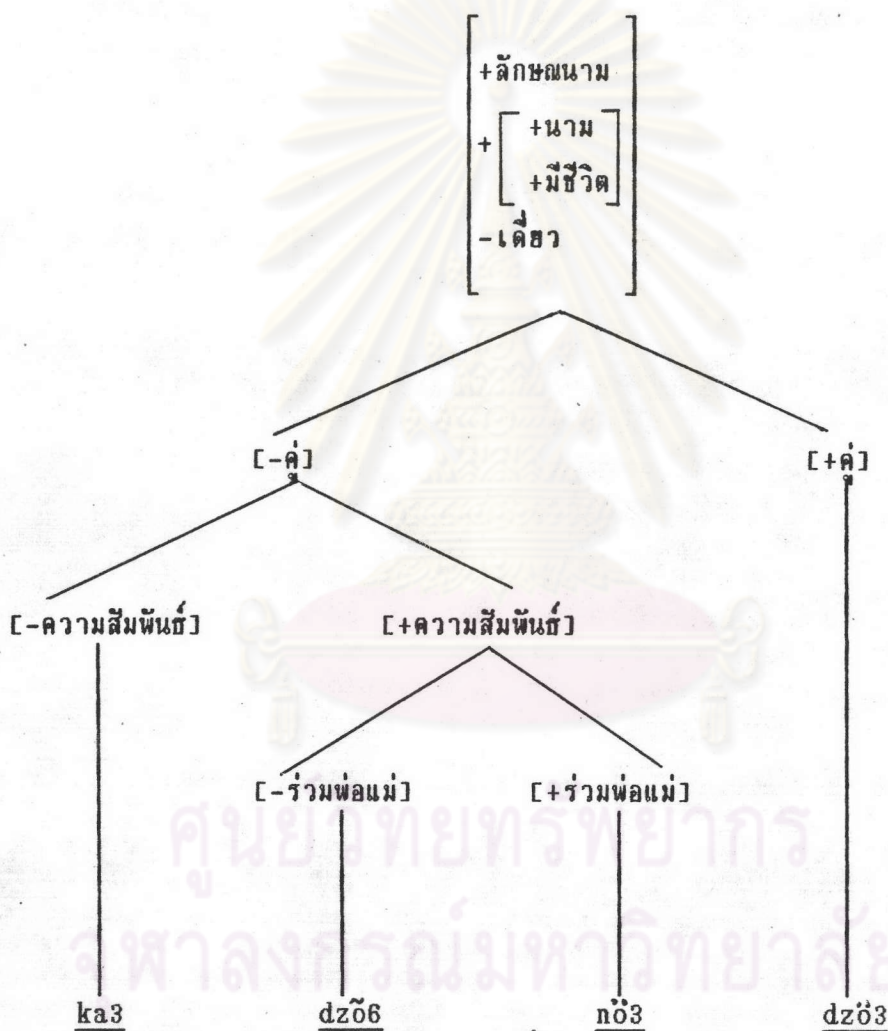 +ลักษณนาม
+นาม
+
+มีชีวิต
-เดี่ยว
[-คู่] [+คู่]
[-ความสัมพันธ์] [+ความสัมพันธ์]
[-ร่วมพ่อแม่] [+ร่วมพ่อแม่]
ศูนย์วิทยทรัพยากร
จุฬาลงกรณ์มหาวิทยาลัย
ka3 dzõ6 nö̃3 dzö3